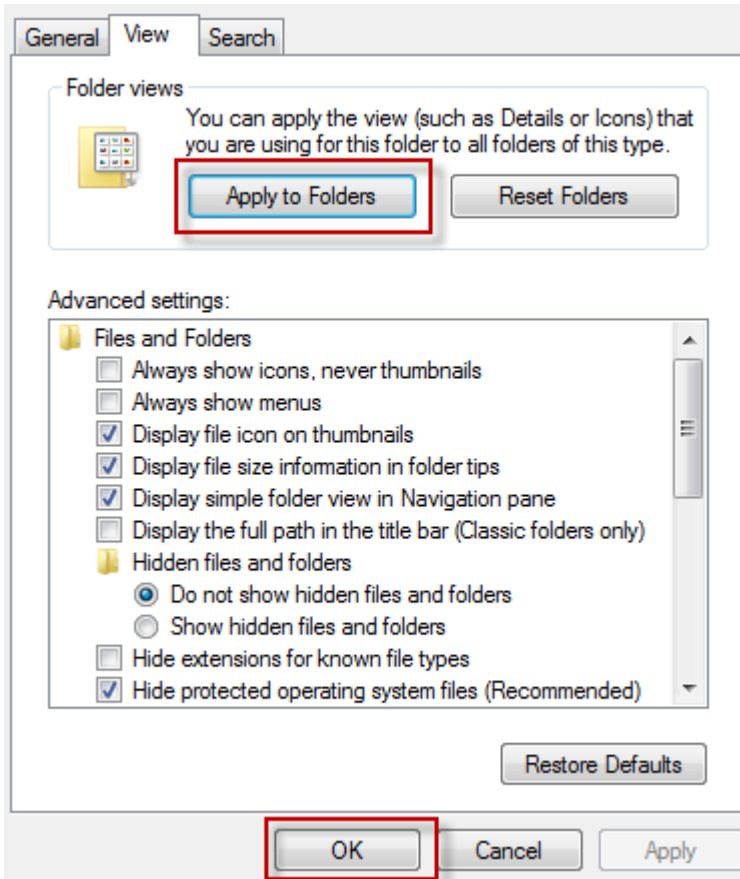 General View Search
Folder views
You can apply the view (such as Details or Icons) that
you are using for this folder to all folders of this type.
Apply to Folders Reset Folders
Advanced settings:
Files and Folders
Always show icons, never thumbnails
Always show menus
Display file icon on thumbnails
Display file size information in folder tips
Display simple folder view in Navigation pane
Display the full path in the title bar (Classic folders only)
Hidden files and folders
Do not show hidden files and folders
Show hidden files and folders
Hide extensions for known file types
Hide protected operating system files (Recommended)
Restore Defaults
OK Cancel Apply